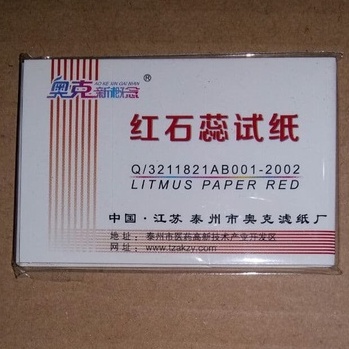 AO KE XIN GAI NIAN
奥克新概念®
红石蕊试纸
Q/3211821AB001-2002
LITMUS PAPER RED
中国·江苏 泰州市奥克滤纸厂
地址：泰州市医药高新技术产业开发区
网址：www.tzakzy.com